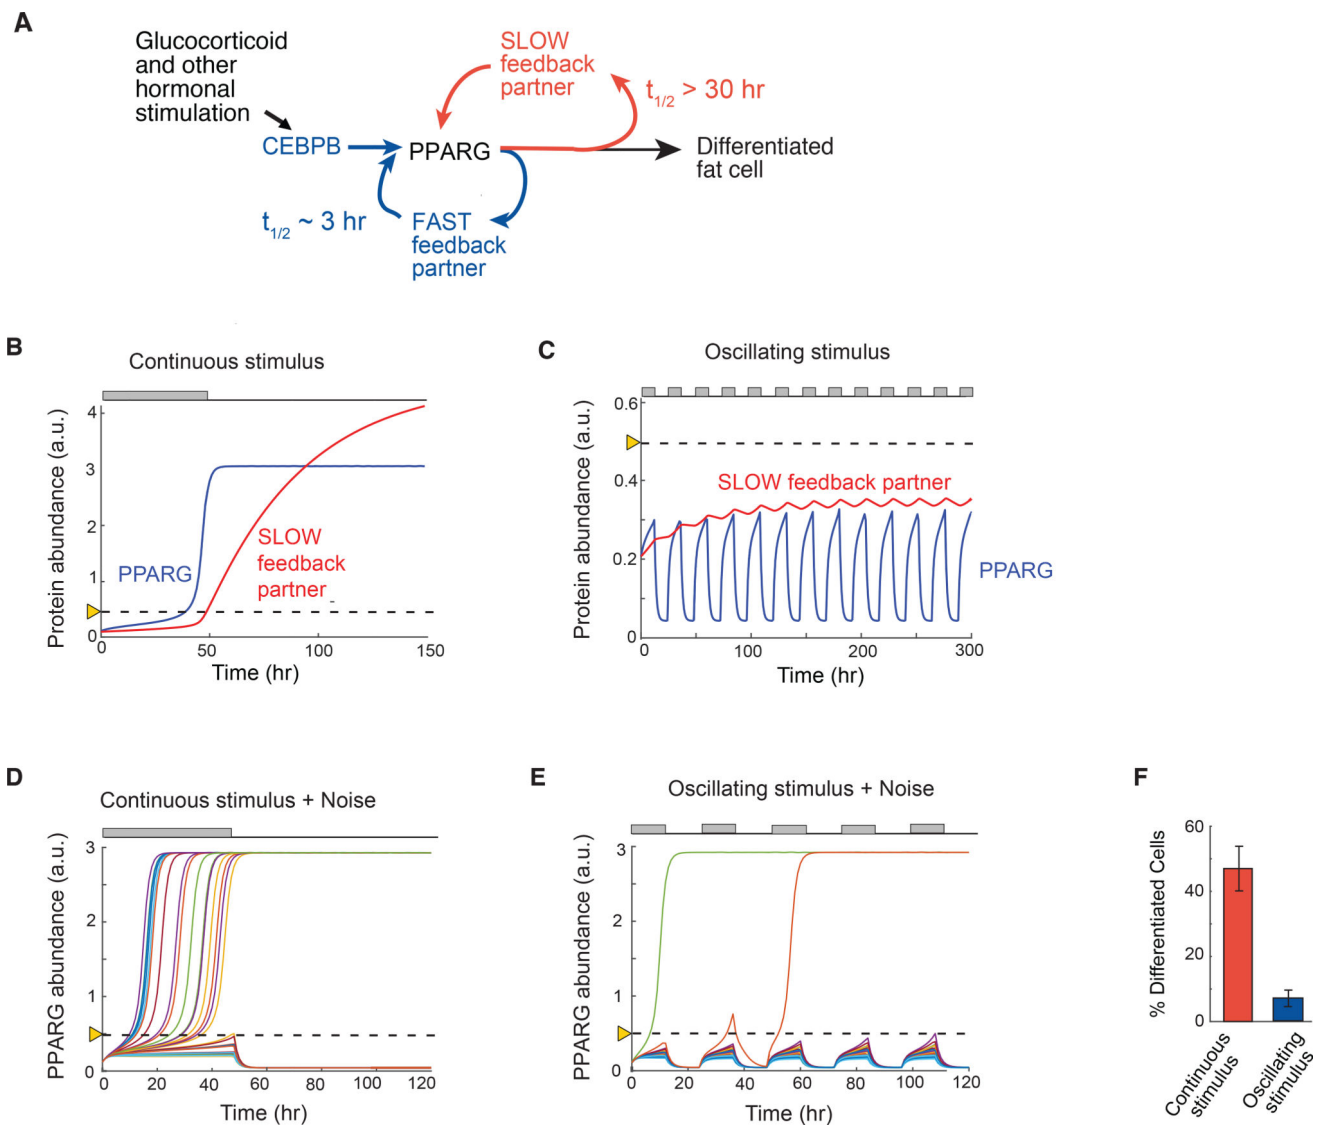 A
Glucocorticoid
and other
hormonal
stimulation
CEBPB
PPARG
SLOW
feedback
partner
t1/2 > 30 hr
Differentiated
fat cell
t1/2 ~ 3 hr
FAST
feedback
partner
B
Continuous stimulus
Protein abundance (a.u.)
4
3
2
1
0
PPARG
SLOW
feedback
partner
0 50 100 150
Time (hr)
C
Oscillating stimulus
Protein abundance (a.u.)
0.6
0.4
0.2
0
SLOW feedback partner
PPARG
0 100 200 300
Time (hr)
D
Continuous stimulus + Noise
PPARG abundance (a.u.)
3
2
1
0
0 20 40 60 80 100 120
Time (hr)
E
Oscillating stimulus + Noise
PPARG abundance (a.u.)
3
2
1
0
0 20 40 60 80 100 120
Time (hr)
F
% Differentiated Cells
60
40
20
0
Continuous
stimulus
Oscillating
stimulus